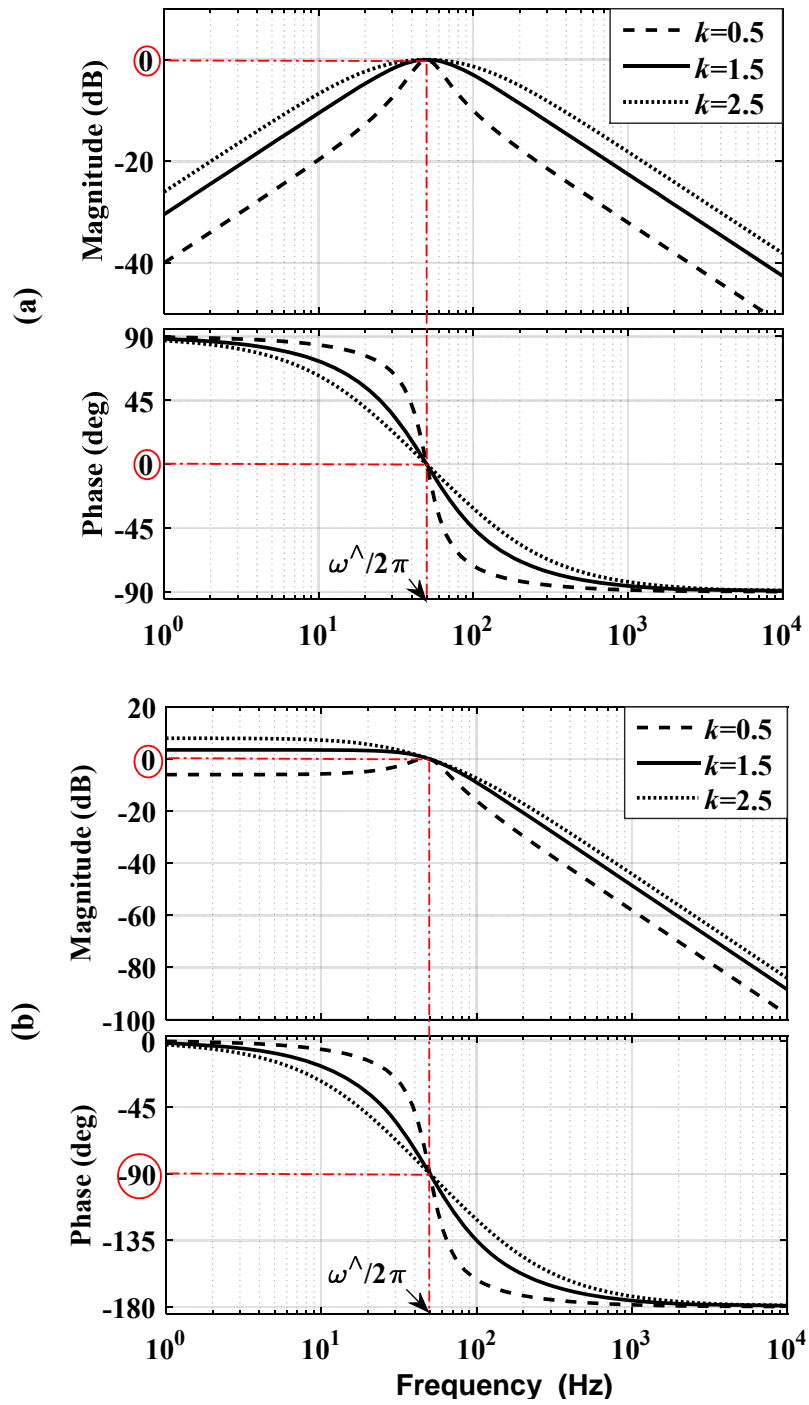 (a)
Magnitude (dB)
0
-20
-40
k=0.5
k=1.5
k=2.5
Phase (deg)
90
45
0
-45
-90
ω^/2π
10^0
10^1
10^2
10^3
10^4
(b)
Magnitude (dB)
20
0
-20
-40
-60
-80
-100
k=0.5
k=1.5
k=2.5
Phase (deg)
0
-45
-90
-135
-180
ω^/2π
10^0
10^1
10^2
10^3
10^4
Frequency (Hz)